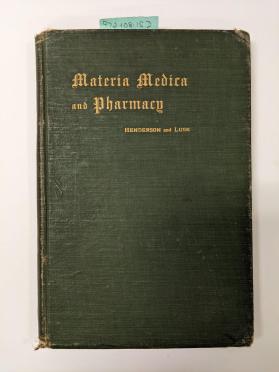 Materia Medica
and Pharmacy
HENDERSON and LUSK